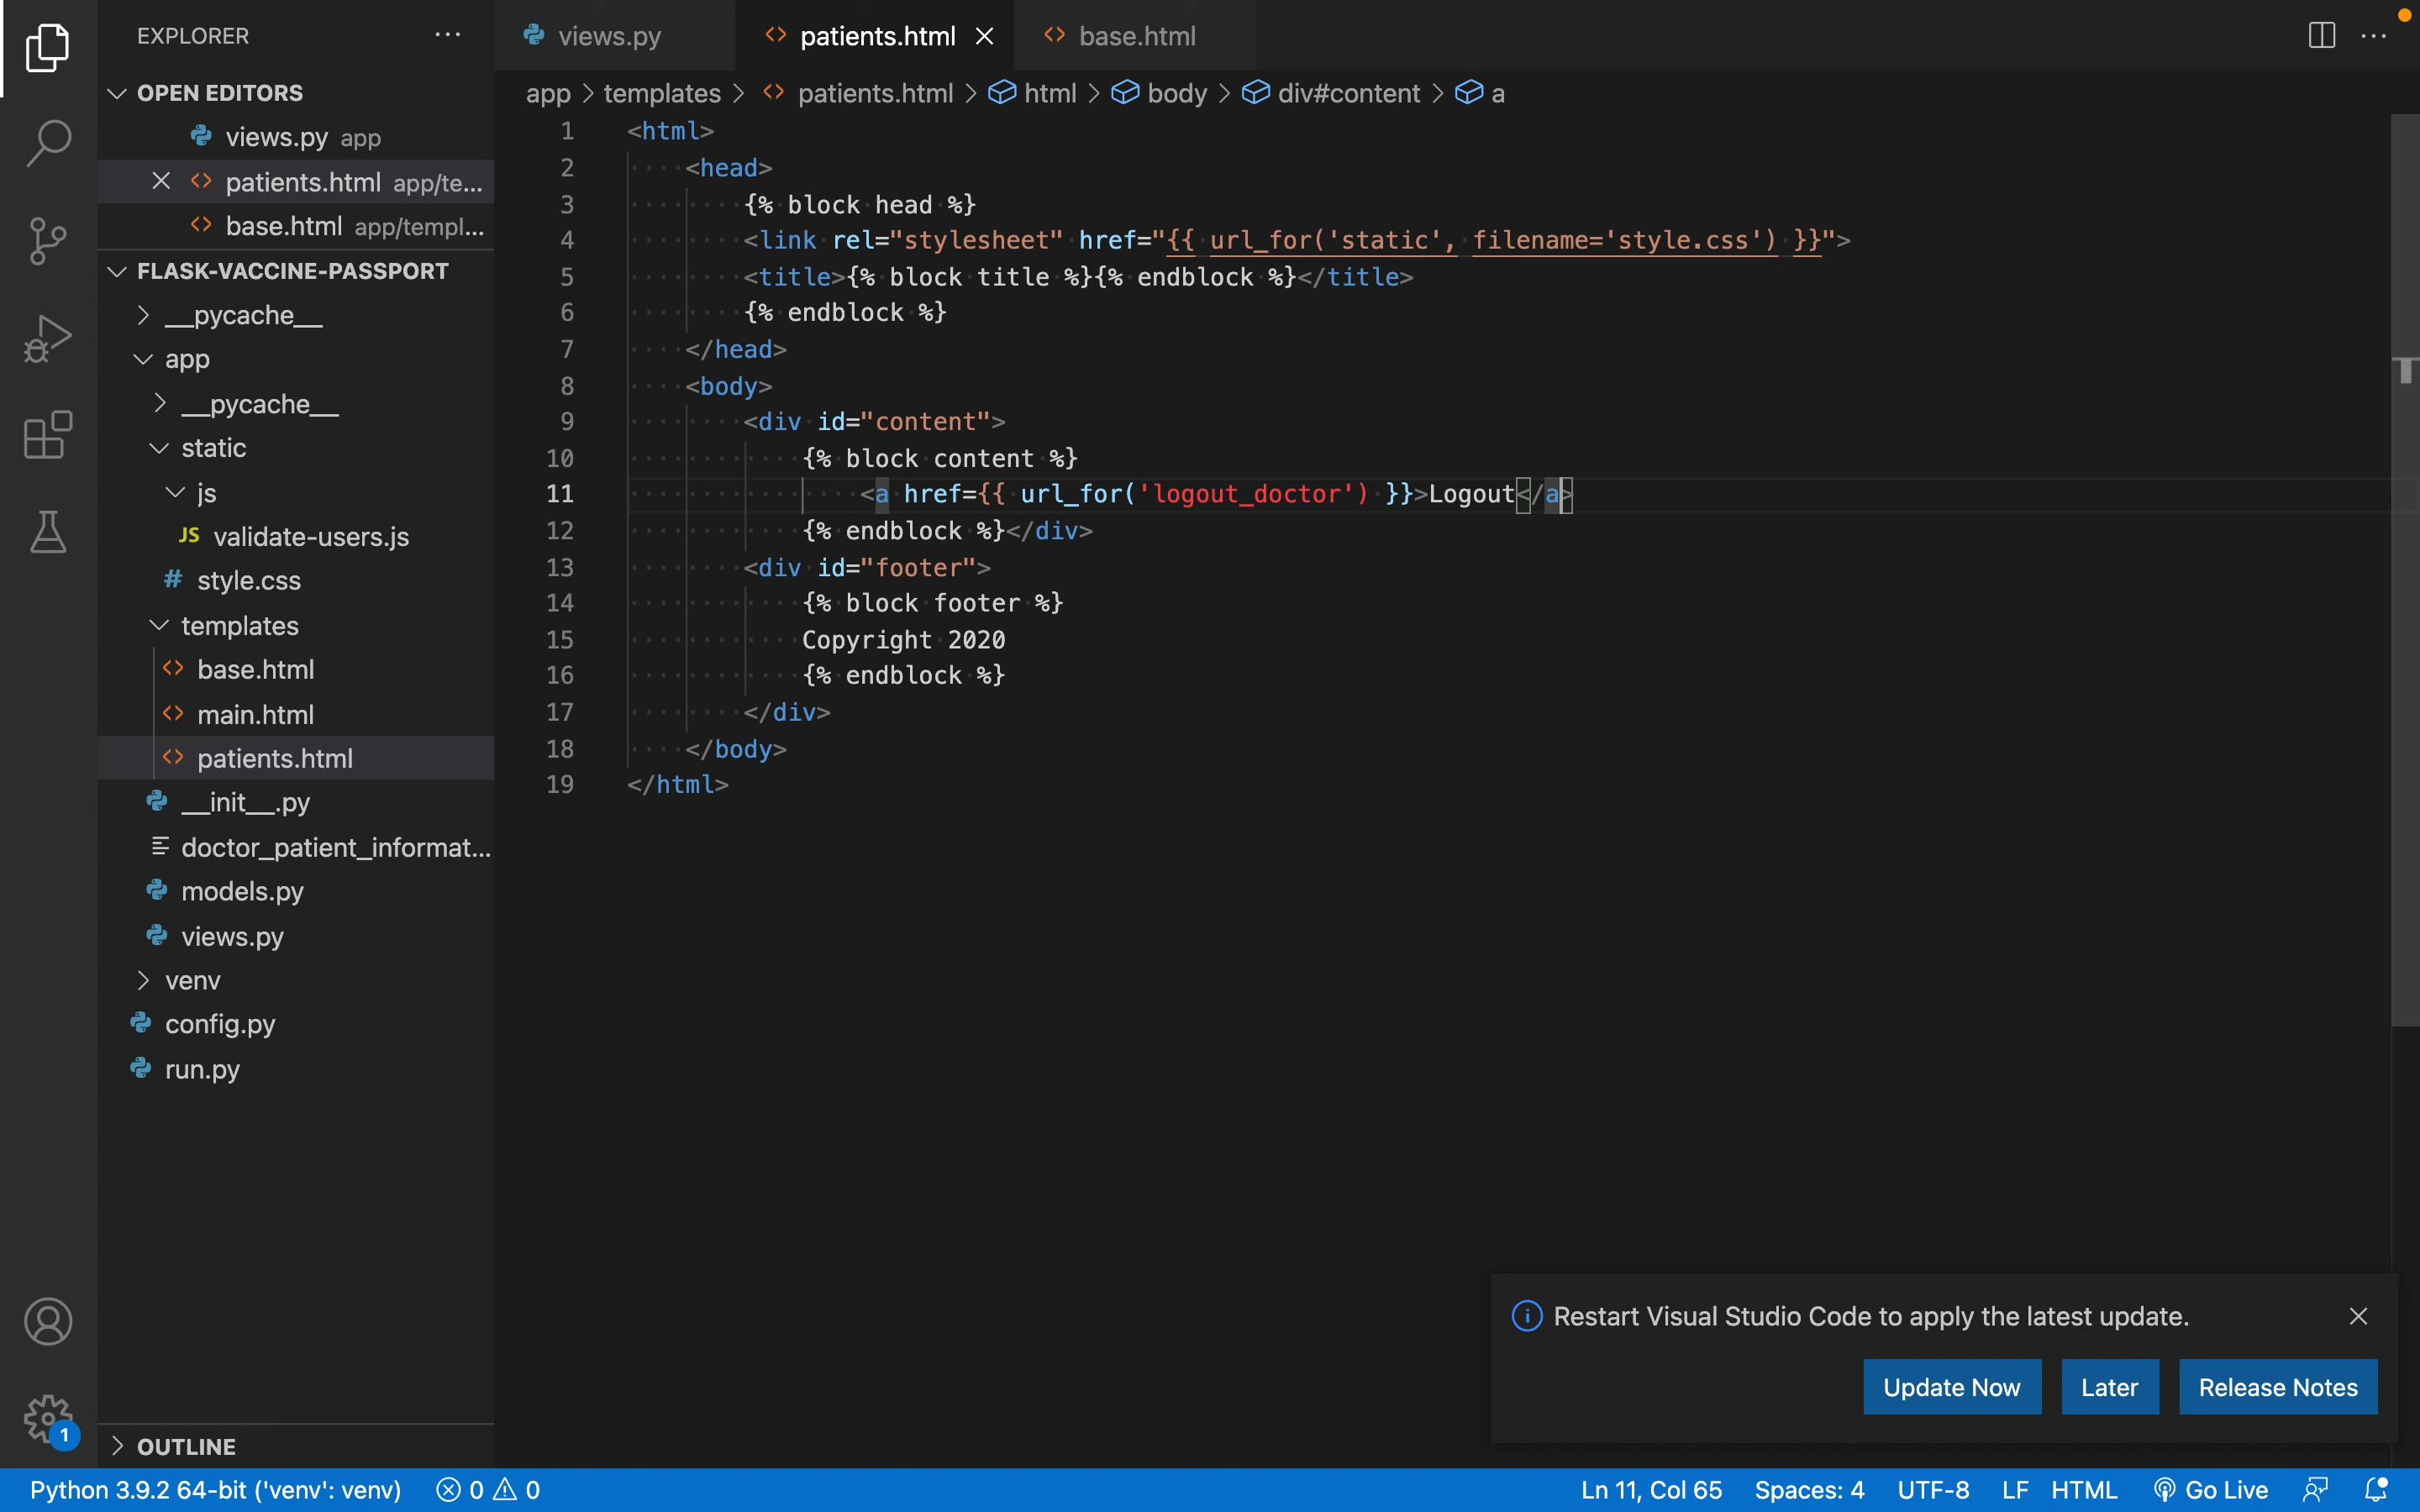 EXPLORER
OPEN EDITORS
views.py app
patients.html app/te...
base.html app/templ...
FLASK-VACCINE-PASSPORT
__pycache__
app
__pycache__
static
js
JS validate-users.js
# style.css
templates
base.html
main.html
patients.html
__init__.py
doctor_patient_informat...
models.py
views.py
venv
config.py
run.py
OUTLINE
views.py patients.html base.html
app > templates > patients.html > html > body > div#content > a
1 <html>
2 <head>
3 {% block head %}
4 <link rel="stylesheet" href="{{ url_for('static', filename='style.css') }}">
5 <title>{% block title %}{% endblock %}</title>
6 {% endblock %}
7 </head>
8 <body>
9 <div id="content">
10 {% block content %}
11 <a href={{ url_for('logout_doctor') }}>Logout</a>
12 {% endblock %}</div>
13 <div id="footer">
14 {% block footer %}
15 Copyright 2020
16 {% endblock %}
17 </div>
18 </body>
19 </html>
Restart Visual Studio Code to apply the latest update.
Update Now Later Release Notes
1
Python 3.9.2 64-bit ('venv': venv) 0 0 Ln 11, Col 65 Spaces: 4 UTF-8 LF HTML Go Live